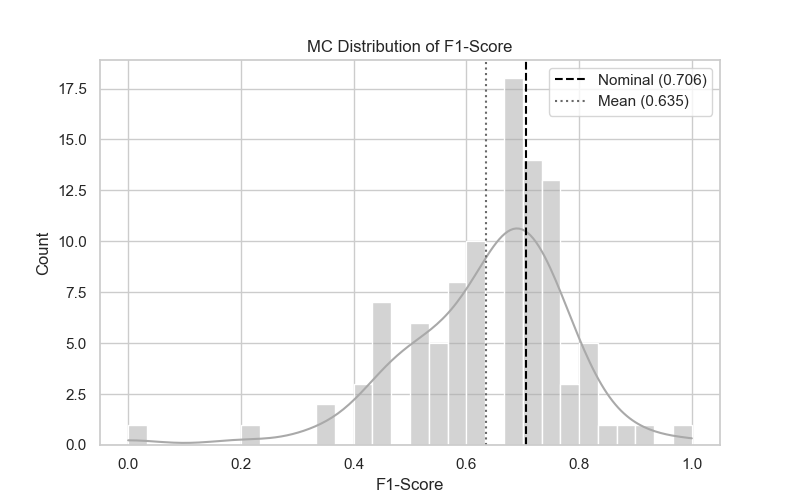 MC Distribution of F1-Score
Nominal (0.706)
Mean (0.635)
Count
17.5
15.0
12.5
10.0
7.5
5.0
2.5
0.0
0.0 0.2 0.4 0.6 0.8 1.0
F1-Score